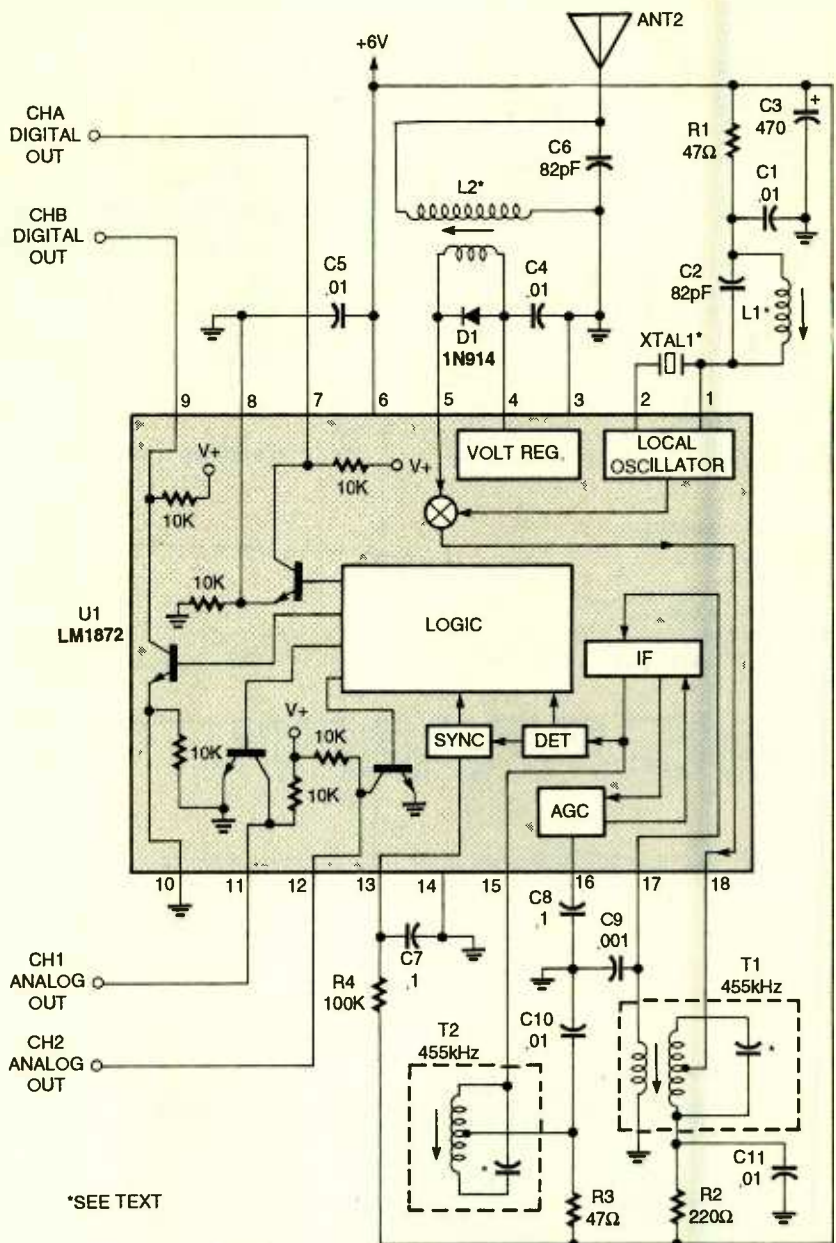 ANT2
+6V
CHA
DIGITAL
OUT
C3
470
+
R1
47Ω
C6
82pF
L2*
C1
.01
CHB
DIGITAL
OUT
C5
.01
C4
.01
C2
82pF
L1*
D1
1N914
XTAL1*
9 8 7 6 5 4 3 2 1
V+
10K
10K
V+
VOLT REG.
LOCAL
OSCILLATOR
10K
U1
LM1872
LOGIC
IF
V+
10K
10K
10K
SYNC
DET
AGC
10 11 12 13 14 15 16 17 18
C8
.1
C9
.001
C7
.1
R4
100K
CH1
ANALOG
OUT
CH2
ANALOG
OUT
T1
455kHz
*
C10
.01
T2
455kHz
*
C11
.01
R3
47Ω
R2
220Ω
*SEE TEXT